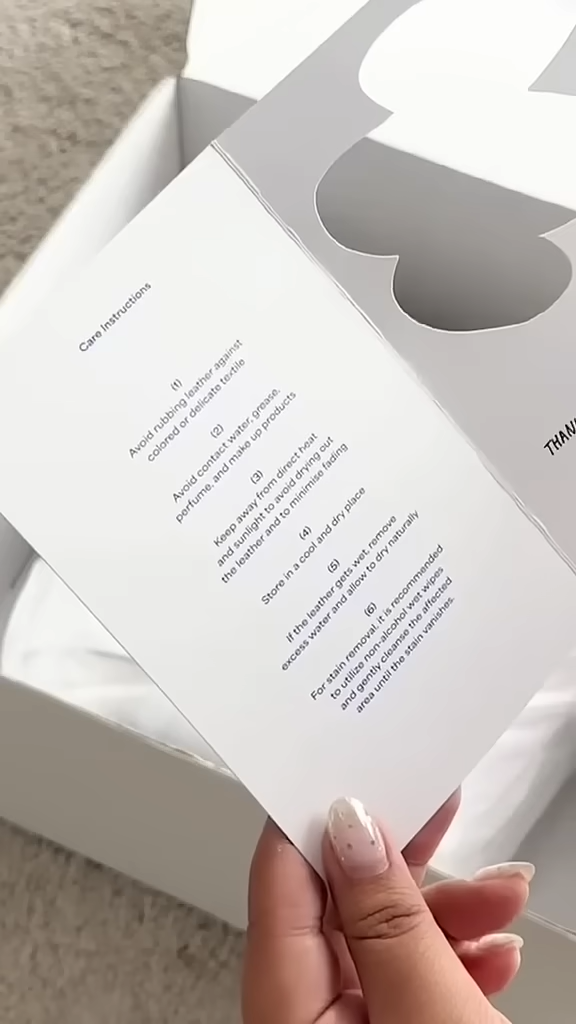 Care Instructions
(1)
Avoid rubbing leather against
colored or delicate textile
(2)
Avoid contact water, grease,
perfume, and make up products
(3)
Keep away from direct heat
and sunlight to avoid drying out
the leather and to minimise fading
(4)
Store in a cool and dry place
(5)
If the leather gets wet, remove
excess water and allow to dry naturally
(6)
For stain removal, it is recommended
to utilize non-alcohol wet wipes
and gently cleanse the affected
area until the stain vanishes.